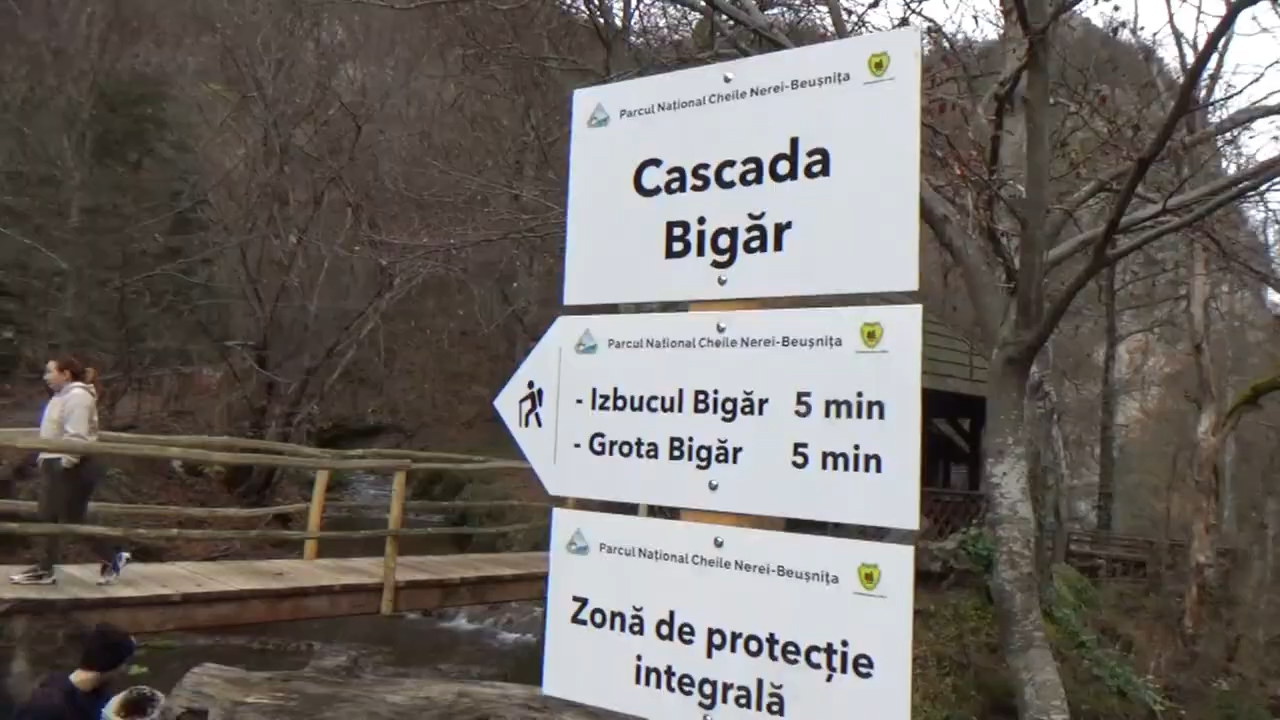 Parcul Național Cheile Nerei-Beușnița
Cascada
Bigăr
Parcul Național Cheile Nerei-Beușnița
- Izbucul Bigăr 5 min
- Grota Bigăr 5 min
Parcul Național Cheile Nerei-Beușnița
Zonă de protecție
integrală